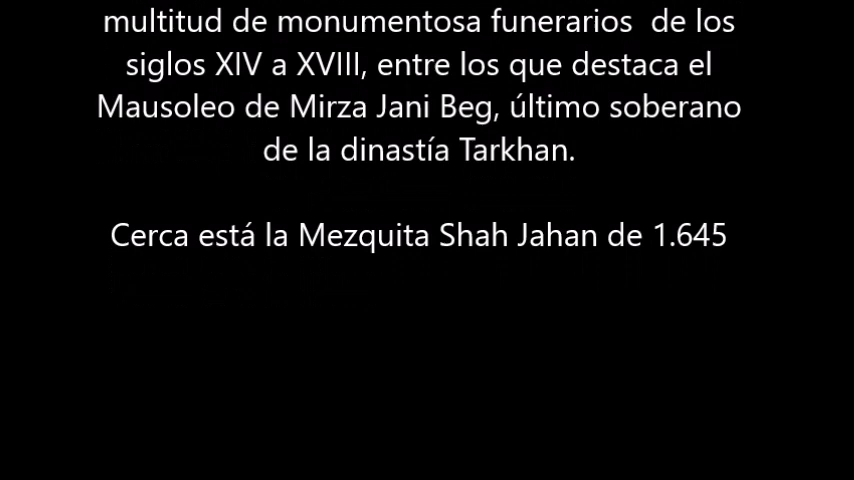 multitud de monumentosa funerarios  de los
siglos XIV a XVIII, entre los que destaca el
Mausoleo de Mirza Jani Beg, último soberano
de la dinastía Tarkhan.
Cerca está la Mezquita Shah Jahan de 1.645